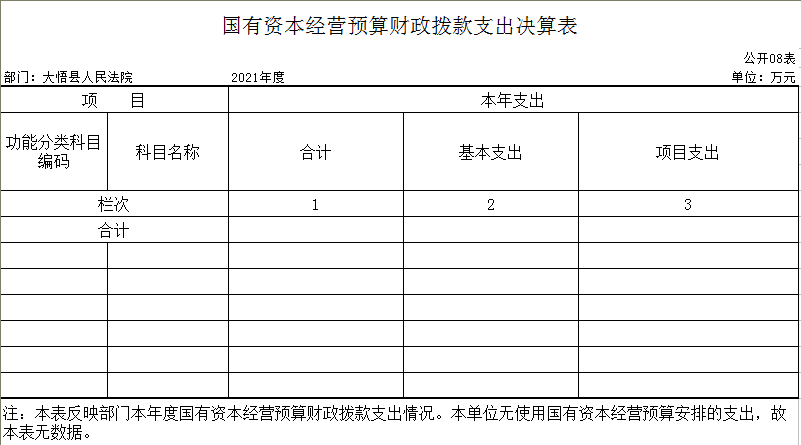 国有资本经营预算财政拨款支出决算表
公开08表
部门：大悟县人民法院 2021年度 单位：万元
项 目 本年支出
功能分类科目编码 科目名称 合计 基本支出 项目支出
栏次 1 2 3
合计
注：本表反映部门本年度国有资本经营预算财政拨款支出情况。本单位无使用国有资本经营预算安排的支出，故
本表无数据。